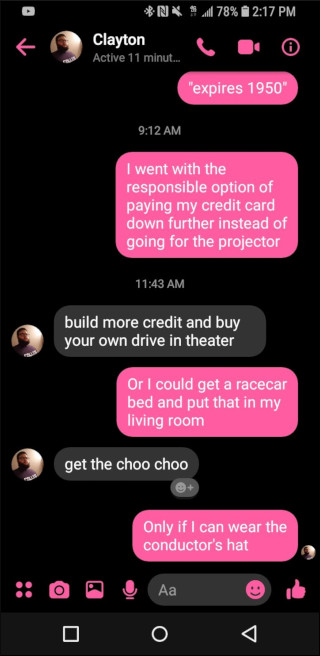 78% 2:17 PM
Clayton
Active 11 minut...
"expires 1950"
9:12 AM
I went with the
responsible option of
paying my credit card
down further instead of
going for the projector
11:43 AM
build more credit and buy
your own drive in theater
Or I could get a racecar
bed and put that in my
living room
get the choo choo
Only if I can wear the
conductor's hat
Aa